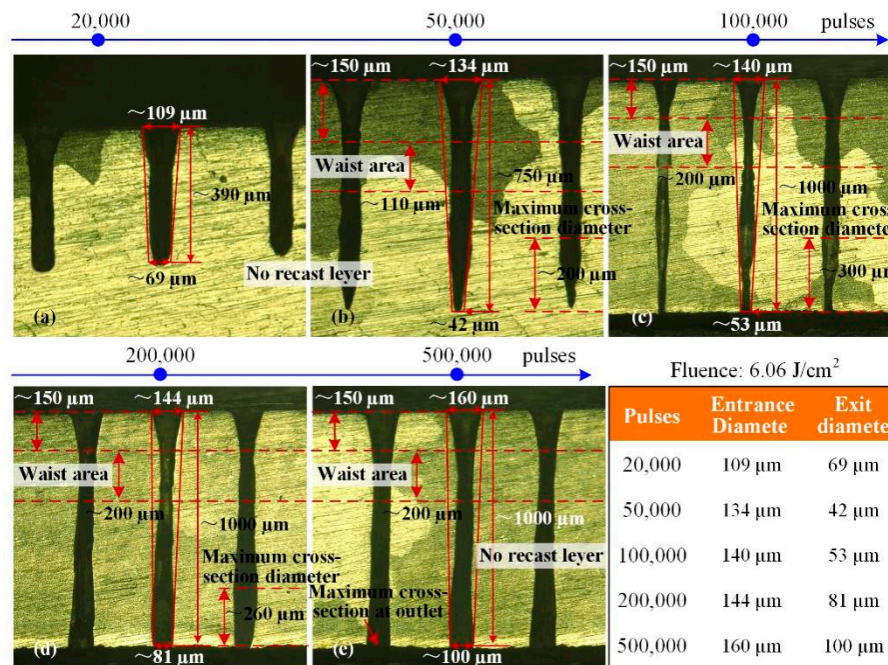 20,000
50,000
100,000
pulses
~109 µm
~390 µm
~69 µm
No recast leyer
(a)
~150 µm
~134 µm
Waist area
~110 µm
~750 µm
Maximum cross-
section diameter
~200 µm
~42 µm
(b)
~150 µm
~140 µm
Waist area
~200 µm
~1000 µm
Maximum cross-
section diameter
~300 µm
~53 µm
(c)
200,000
500,000
pulses
~150 µm
~144 µm
Waist area
~200 µm
~1000 µm
Maximum cross-
section diameter
~260 µm
~81 µm
(d)
~150 µm
~160 µm
Waist area
~200 µm
~1000 µm
No recast leyer
Maximum cross-
section at outlet
~100 µm
(e)
Fluence: 6.06 J/cm²
Pulses Entrance Diamete Exit diameter
20,000 109 µm 69 µm
50,000 134 µm 42 µm
100,000 140 µm 53 µm
200,000 144 µm 81 µm
500,000 160 µm 100 µm